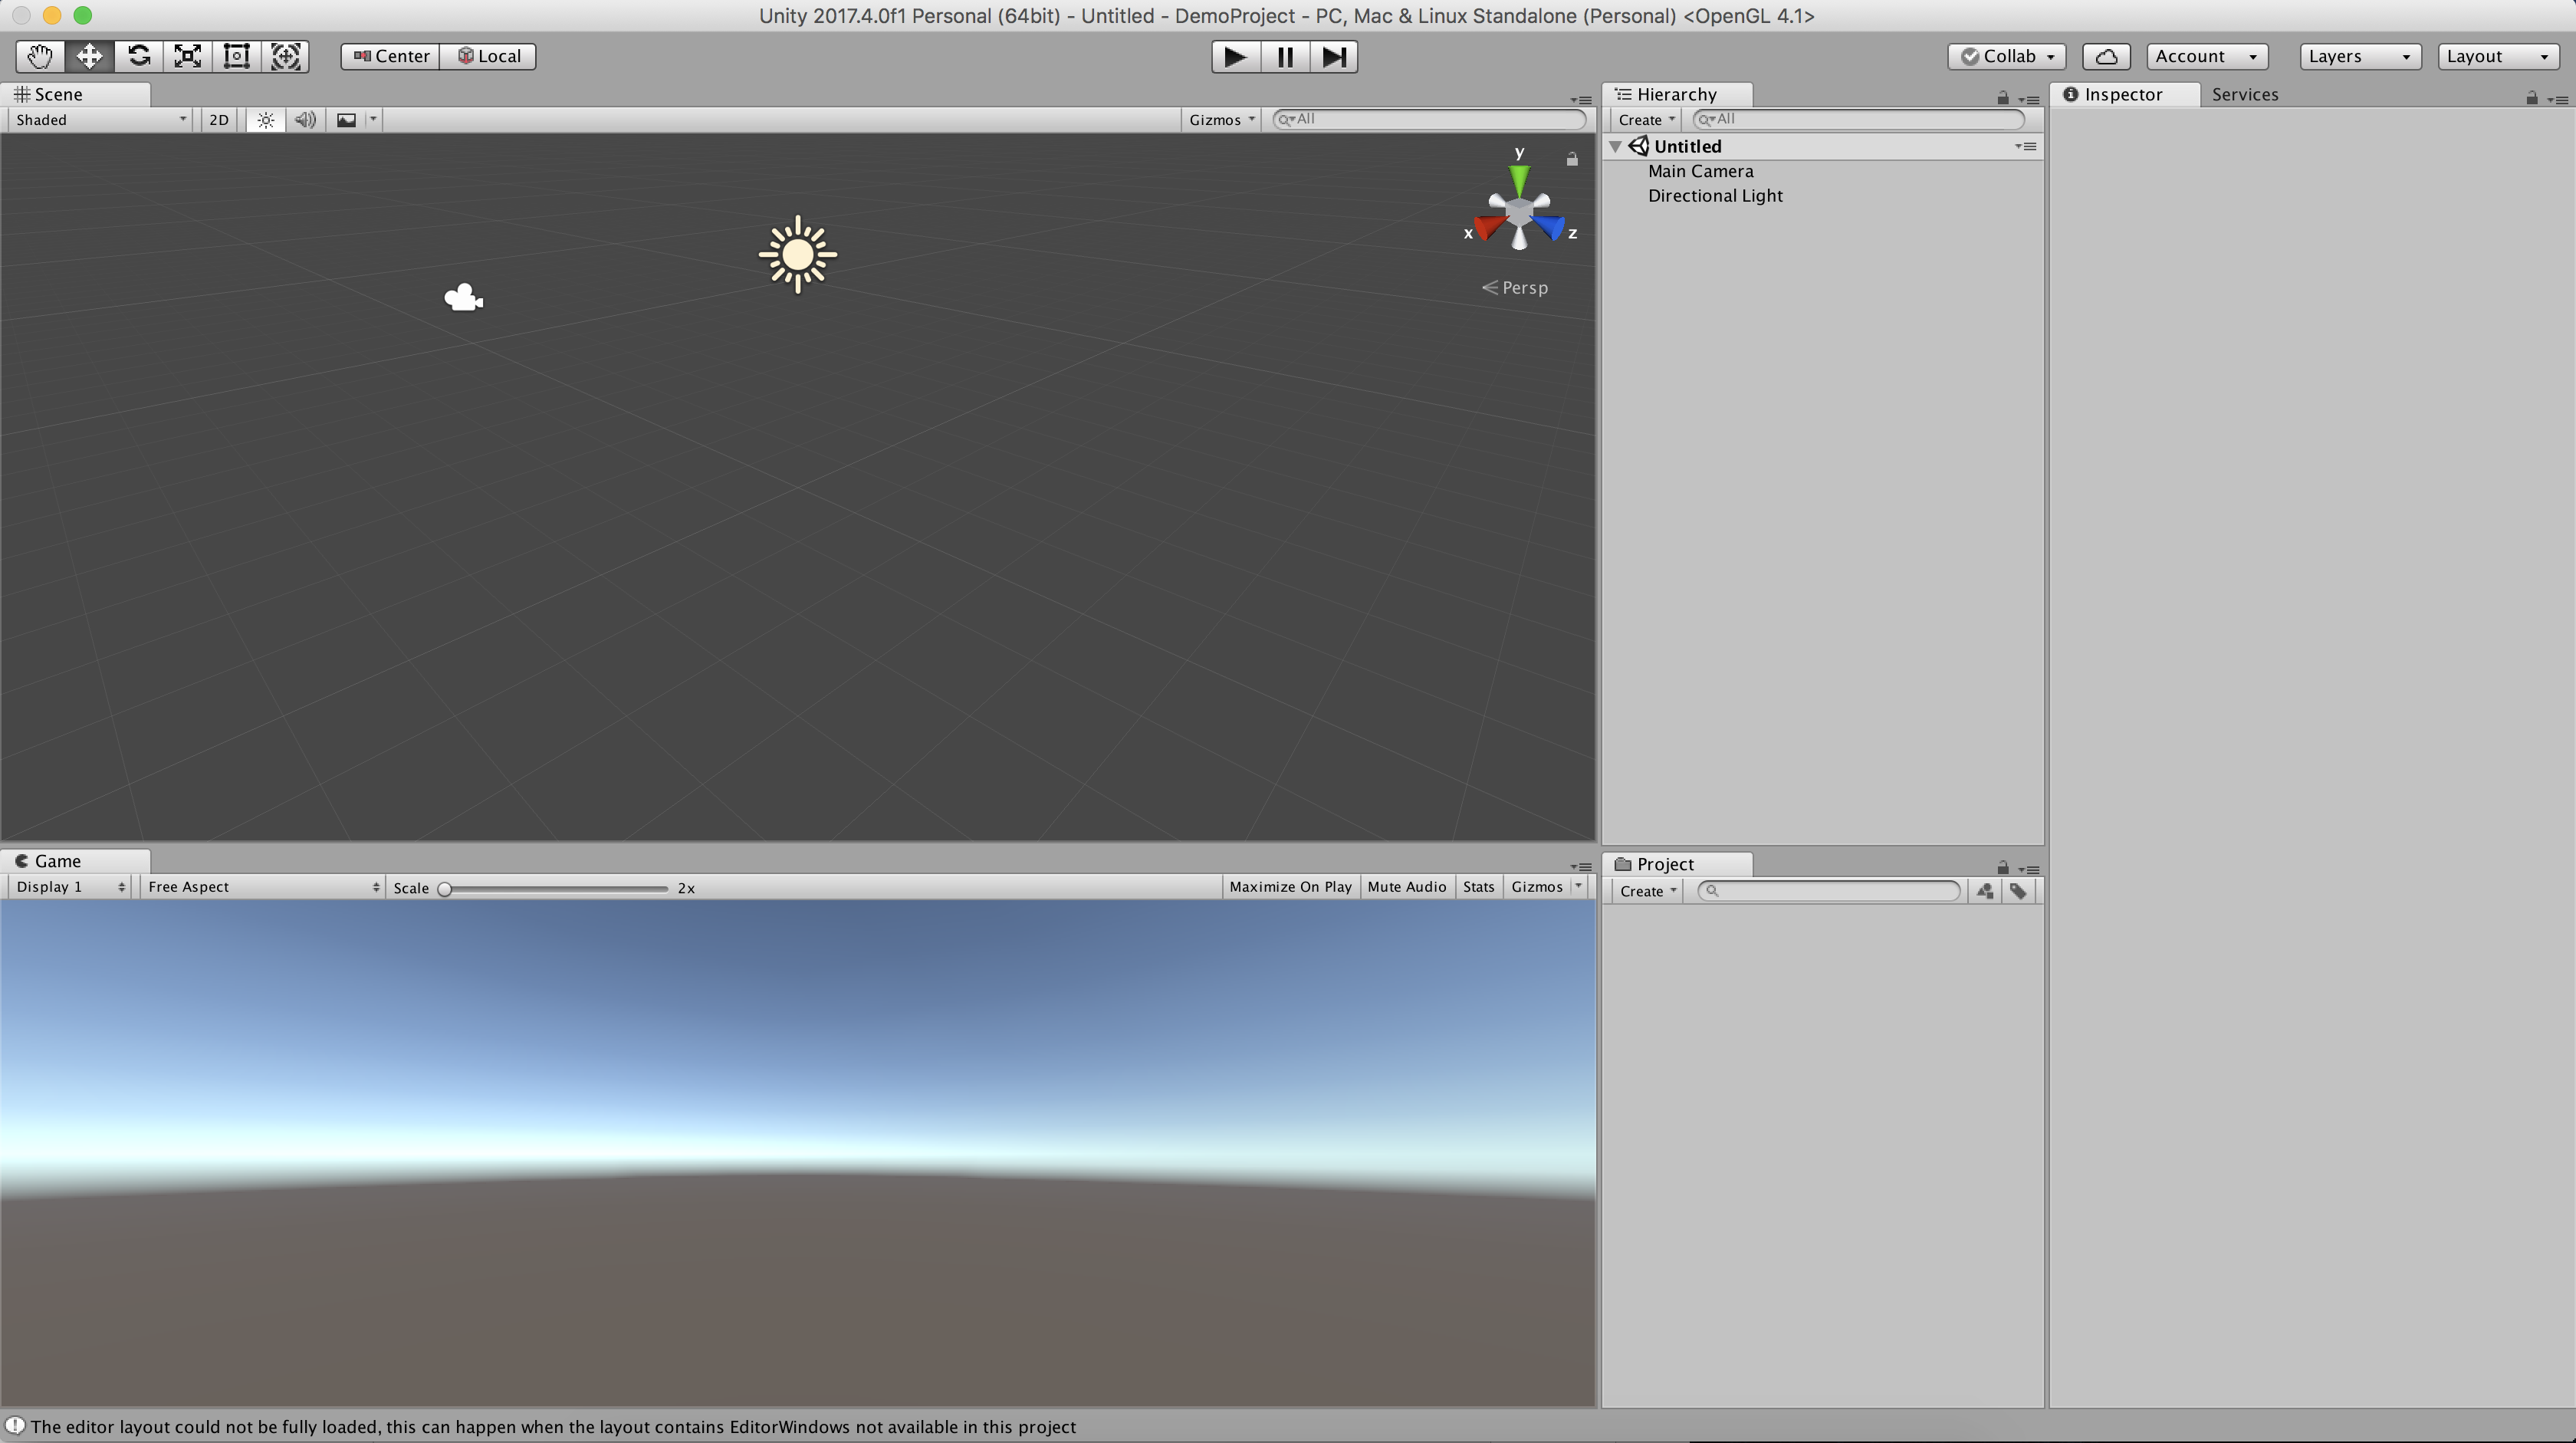 Unity 2017.4.0f1 Personal (64bit) - Untitled - DemoProject - PC, Mac & Linux Standalone (Personal) <OpenGL 4.1>
Center Local Collab Account Layers Layout
Scene
Shaded 2D Gizmos All
y
x z
Persp
Hierarchy
Create All
Untitled
Main Camera
Directional Light
Inspector Services
Game
Display 1 Free Aspect Scale 2x Maximize On Play Mute Audio Stats Gizmos
Project
Create
The editor layout could not be fully loaded, this can happen when the layout contains EditorWindows not available in this project